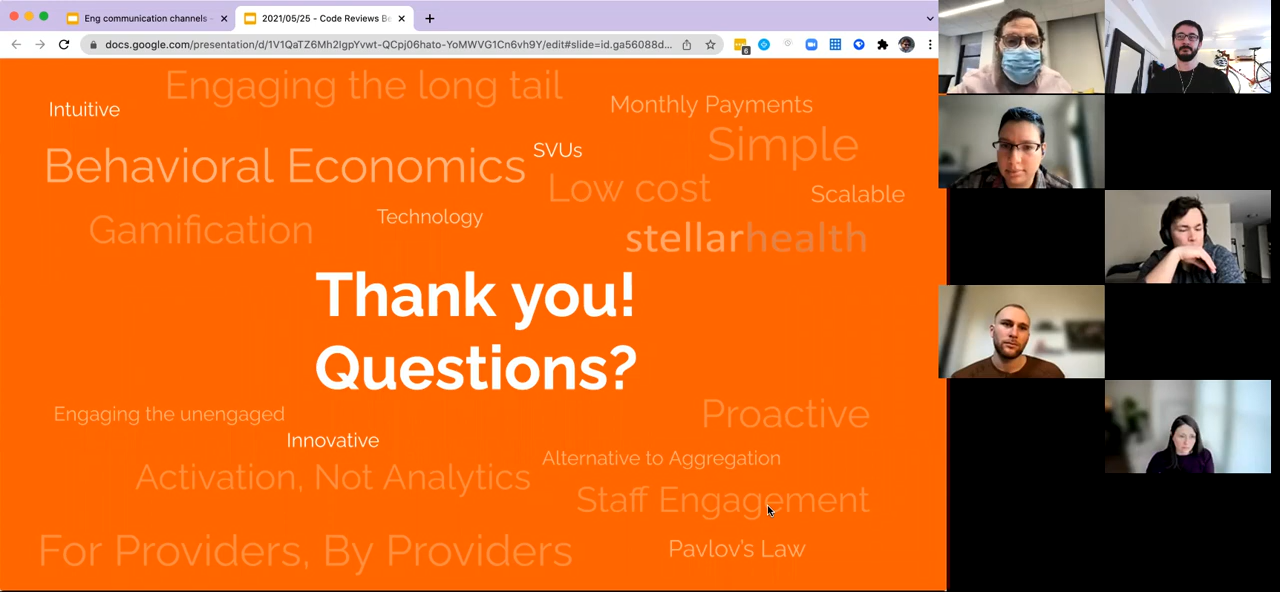 Eng communication channels
2021/05/25 - Code Reviews Be
docs.google.com/presentation/d/1V1QaTZ6Mh2IgpYvwt-QCpj06hato-YoMWVG1Cn6vh9Y/edit#slide=id.ga56088d...
6
Engaging the long tail
Intuitive
Monthly Payments
Simple
Behavioral Economics
SVUs
Low cost
Scalable
Technology
Gamification
stellarhealth
Thank you!
Questions?
Engaging the unengaged
Proactive
Innovative
Alternative to Aggregation
Activation, Not Analytics
Staff Engagement
For Providers, By Providers
Pavlov's Law